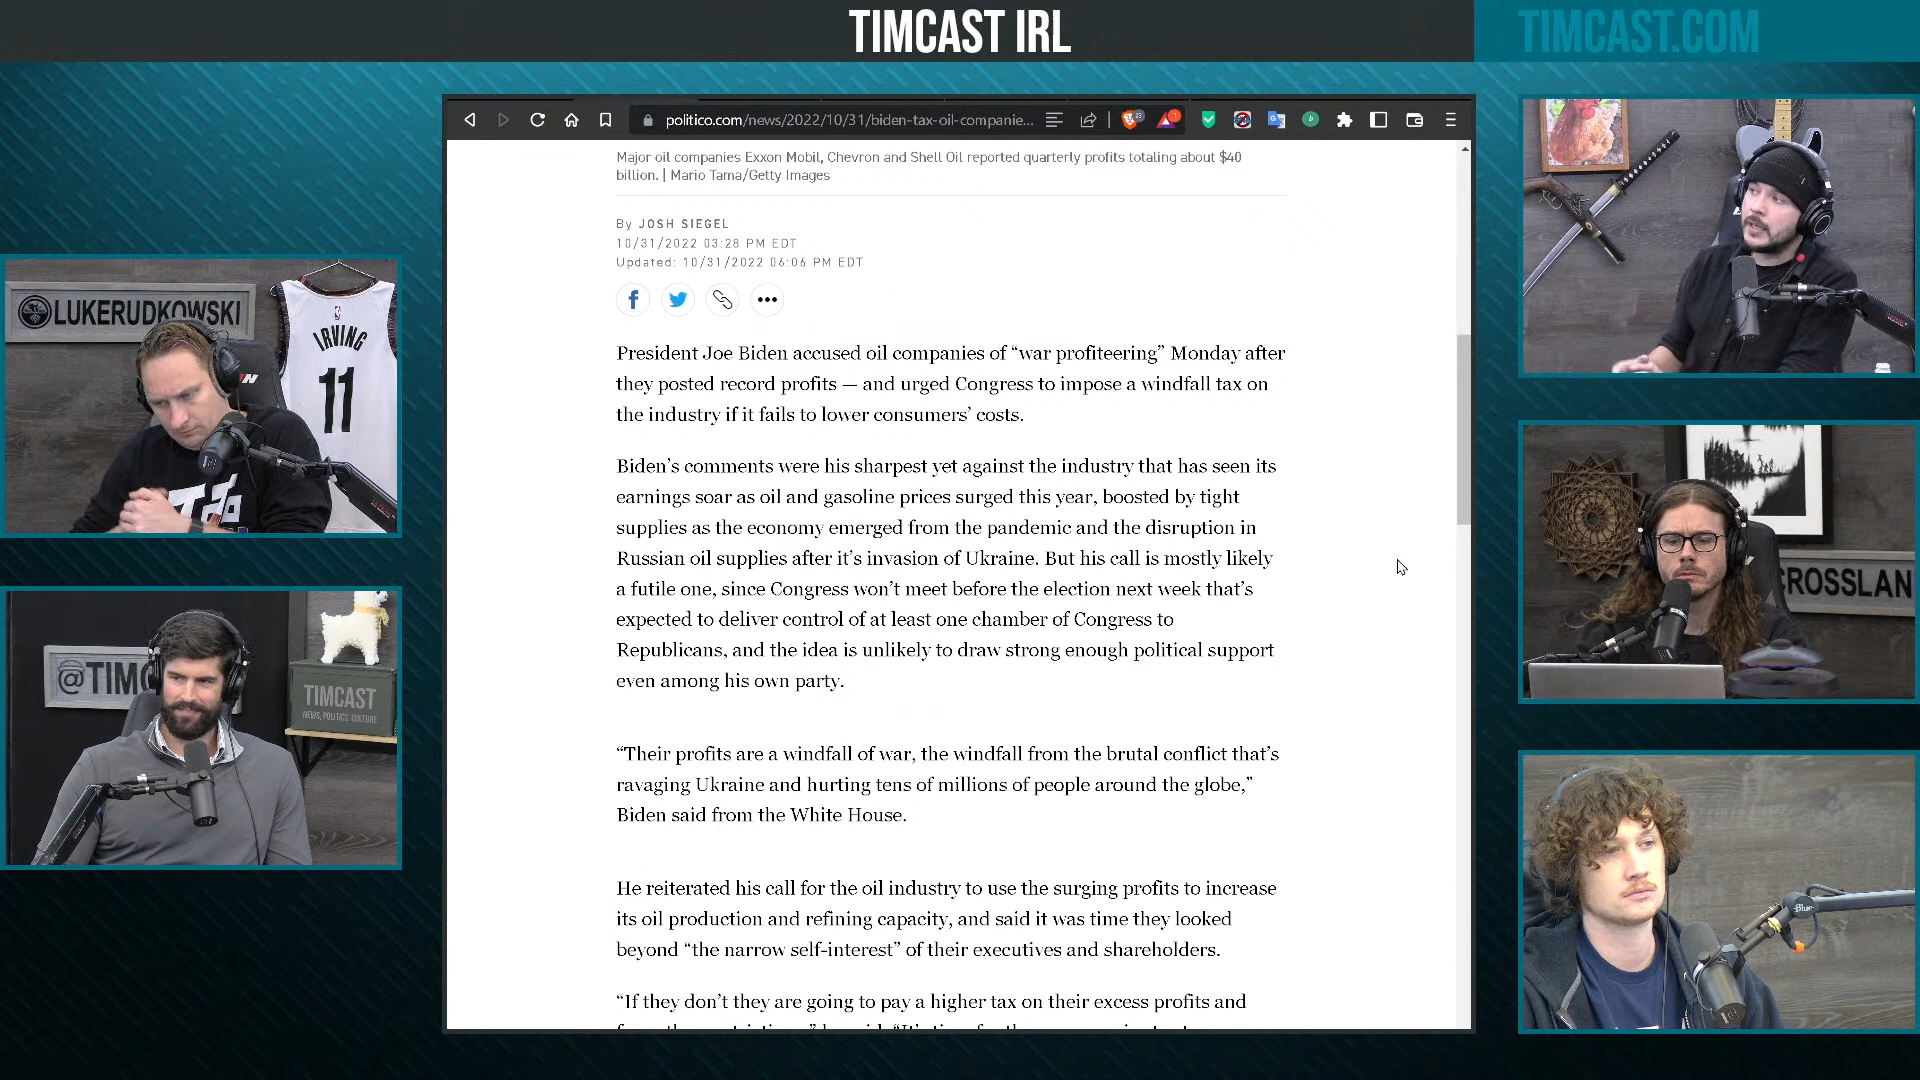 TIMCAST IRL
TIMCAST.COM
politico.com/news/2022/10/31/biden-tax-oil-companie...
Major oil companies Exxon Mobil, Chevron and Shell Oil reported quarterly profits totaling about $40
billion. | Mario Tama/Getty Images
By JOSH SIEGEL
10/31/2022 03:28 PM EDT
Updated: 10/31/2022 06:06 PM EDT
President Joe Biden accused oil companies of “war profiteering” Monday after
they posted record profits — and urged Congress to impose a windfall tax on
the industry if it fails to lower consumers’ costs.
Biden’s comments were his sharpest yet against the industry that has seen its
earnings soar as oil and gasoline prices surged this year, boosted by tight
supplies as the economy emerged from the pandemic and the disruption in
Russian oil supplies after it’s invasion of Ukraine. But his call is mostly likely
a futile one, since Congress won’t meet before the election next week that’s
expected to deliver control of at least one chamber of Congress to
Republicans, and the idea is unlikely to draw strong enough political support
even among his own party.
“Their profits are a windfall of war, the windfall from the brutal conflict that’s
ravaging Ukraine and hurting tens of millions of people around the globe,”
Biden said from the White House.
He reiterated his call for the oil industry to use the surging profits to increase
its oil production and refining capacity, and said it was time they looked
beyond “the narrow self-interest” of their executives and shareholders.
“If they don’t they are going to pay a higher tax on their excess profits and
@LUKERUDKOWSKI
IRVING
11
@TIMC
TIMCAST
NEWS, POLITICS, CULTURE
CROSSLAN
Blue